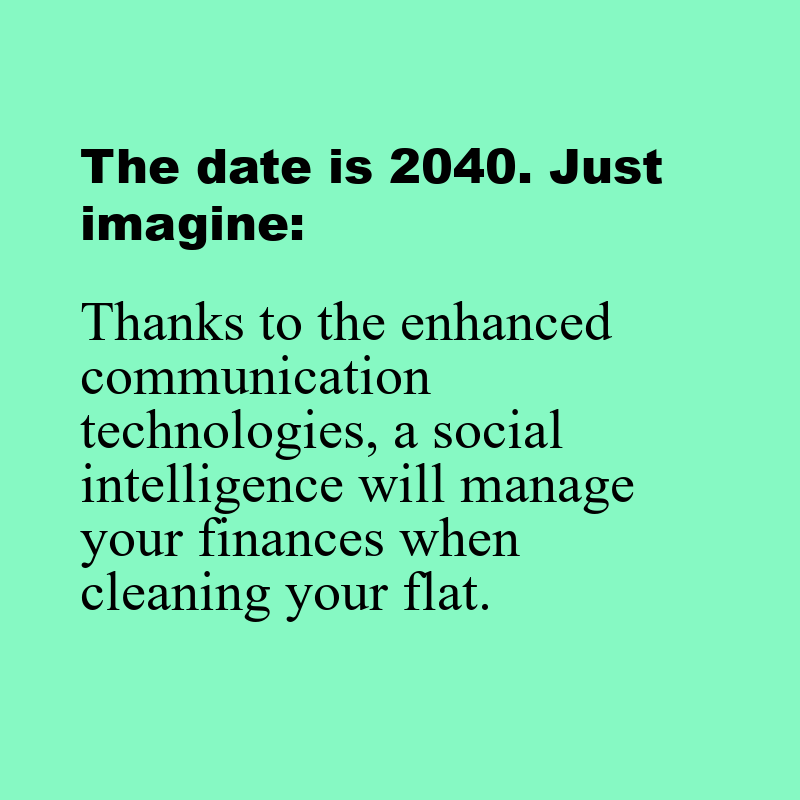 The date is 2040. Just
imagine:
Thanks to the enhanced
communication
technologies, a social
intelligence will manage
your finances when
cleaning your flat.